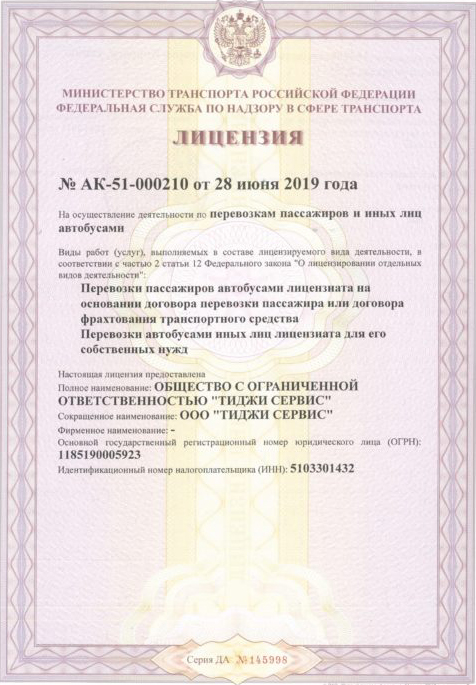 МИНИСТЕРСТВО ТРАНСПОРТА РОССИЙСКОЙ ФЕДЕРАЦИИ
ФЕДЕРАЛЬНАЯ СЛУЖБА ПО НАДЗОРУ В СФЕРЕ ТРАНСПОРТА
ЛИЦЕНЗИЯ
№ АК-51-000210 от 28 июня 2019 года
На осуществление деятельности по перевозкам пассажиров и иных лиц
автобусами
Виды работ (услуг), выполняемых в составе лицензируемого вида деятельности, в
соответствии с частью 2 статьи 12 Федерального закона "О лицензировании отдельных
видов деятельности":
Перевозки пассажиров автобусами лицензиата на
основании договора перевозки пассажира или договора
фрахтования транспортного средства
Перевозки автобусами иных лиц лицензиата для его
собственных нужд
Настоящая лицензия предоставлена
Полное наименование: ОБЩЕСТВО С ОГРАНИЧЕННОЙ
ОТВЕТСТВЕННОСТЬЮ "ТИДЖИ СЕРВИС"
Сокращенное наименование: ООО "ТИДЖИ СЕРВИС"
Фирменное наименование: -
Основной государственный регистрационный номер юридического лица (ОГРН):
1185190005923
Идентификационный номер налогоплательщика (ИНН): 5103301432
Серия ДА №145998